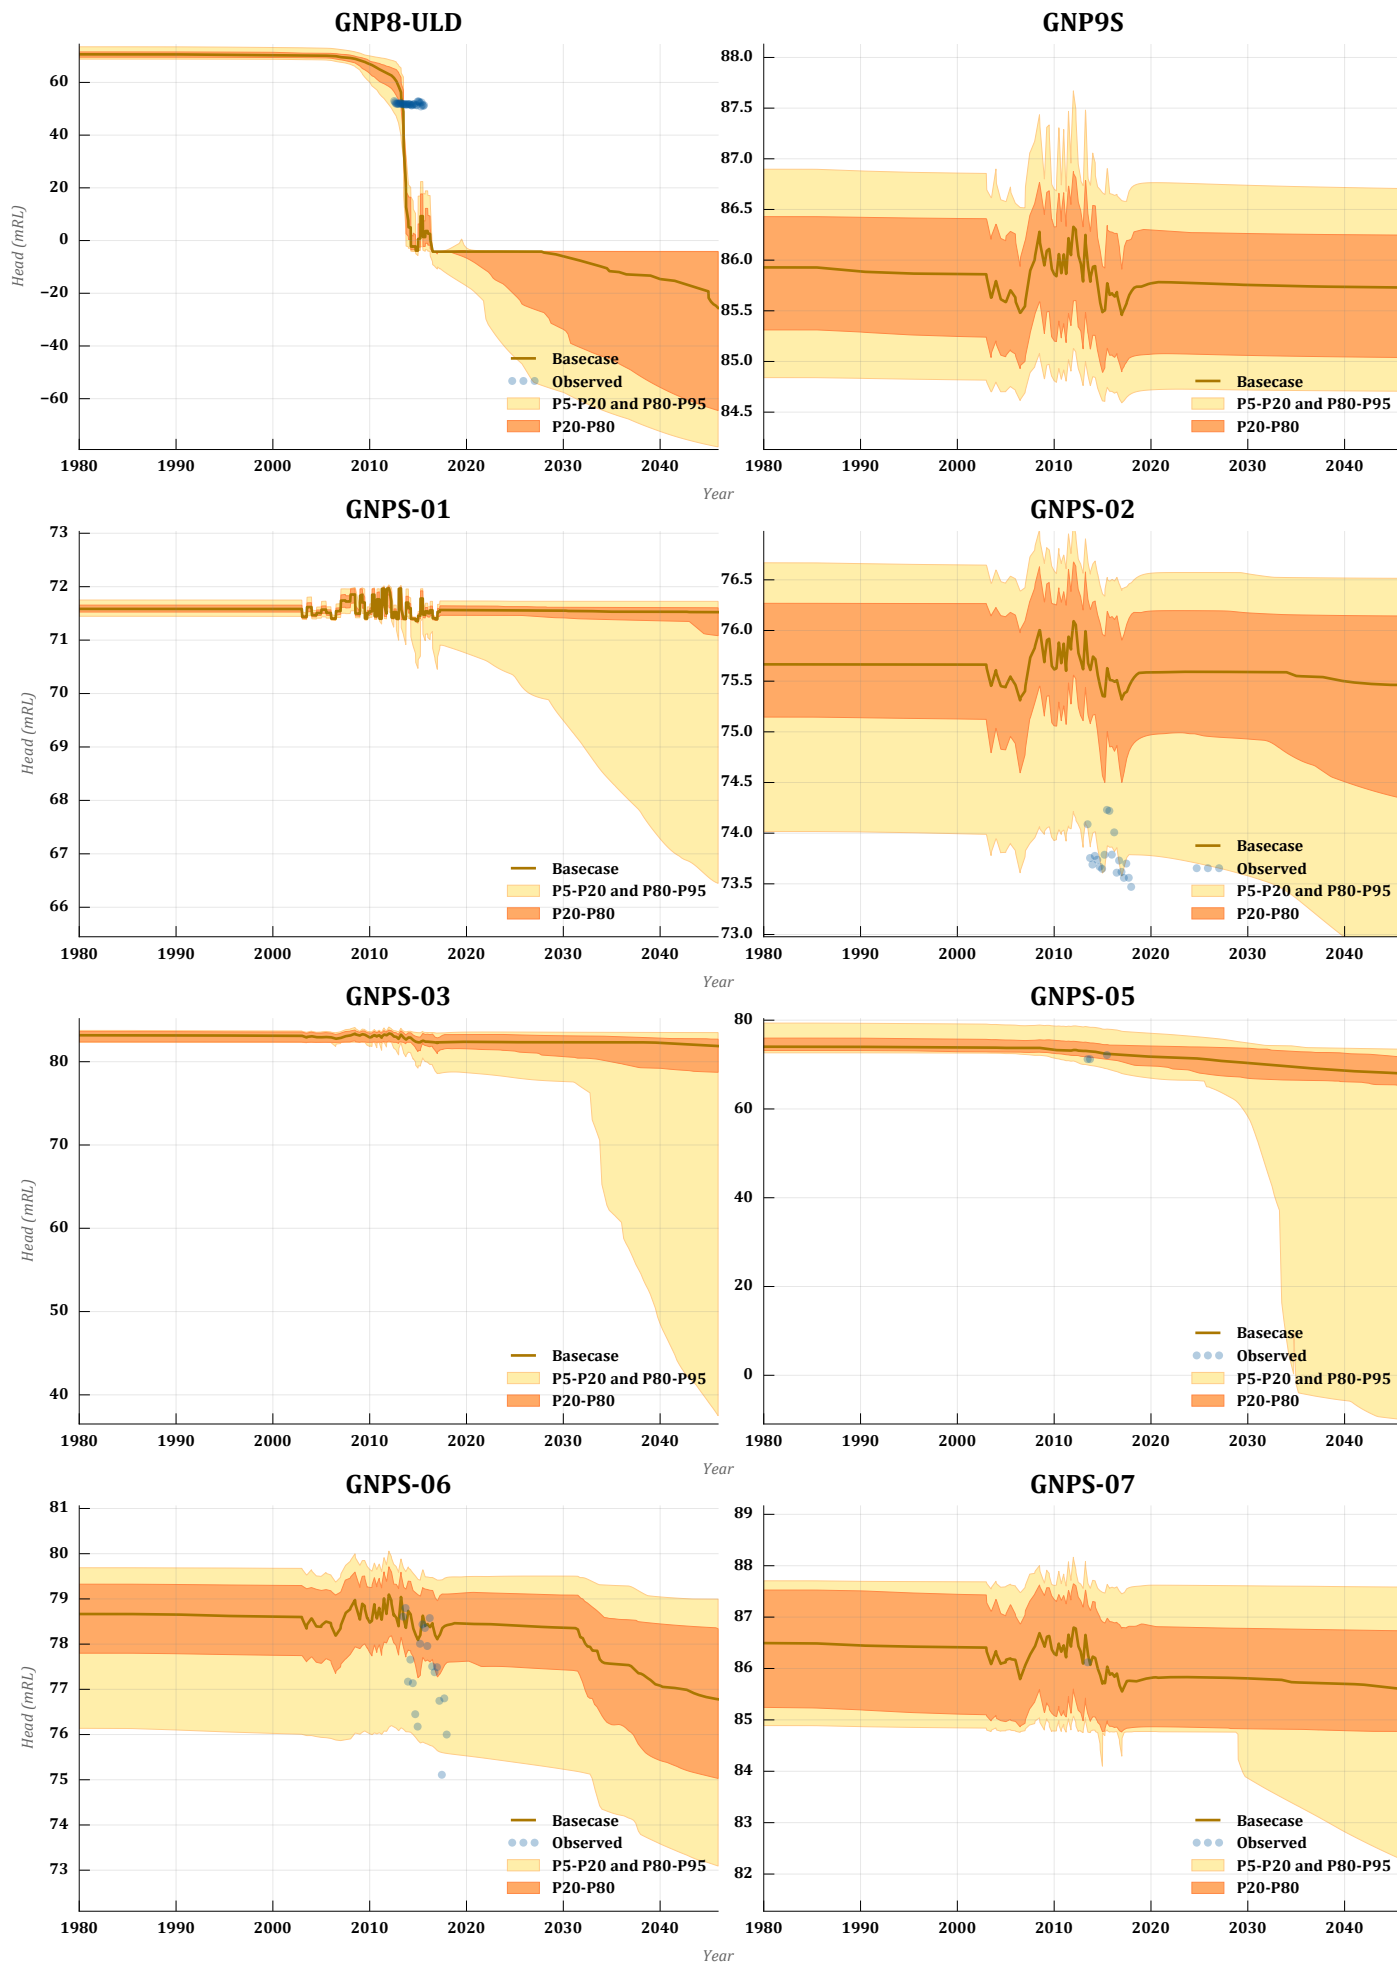 GNP8-ULD
GNP9S
Head (mRL)
60
40
20
0
−20
−40
−60
Basecase
Observed
P5-P20 and P80-P95
P20-P80
1980
1990
2000
2010
2020
2030
2040
88.0
87.5
87.0
86.5
86.0
85.5
85.0
84.5
Basecase
P5-P20 and P80-P95
P20-P80
1980
1990
2000
2010
2020
2030
2040
Year
GNPS-01
GNPS-02
Head (mRL)
73
72
71
70
69
68
67
66
Basecase
P5-P20 and P80-P95
P20-P80
1980
1990
2000
2010
2020
2030
2040
76.5
76.0
75.5
75.0
74.5
74.0
73.5
73.0
Basecase
Observed
P5-P20 and P80-P95
P20-P80
1980
1990
2000
2010
2020
2030
2040
Year
GNPS-03
GNPS-05
Head (mRL)
80
70
60
50
40
Basecase
P5-P20 and P80-P95
P20-P80
1980
1990
2000
2010
2020
2030
2040
80
60
40
20
0
Basecase
Observed
P5-P20 and P80-P95
P20-P80
1980
1990
2000
2010
2020
2030
2040
Year
GNPS-06
GNPS-07
Head (mRL)
81
80
79
78
77
76
75
74
73
Basecase
Observed
P5-P20 and P80-P95
P20-P80
1980
1990
2000
2010
2020
2030
2040
89
88
87
86
85
84
83
82
Basecase
Observed
P5-P20 and P80-P95
P20-P80
1980
1990
2000
2010
2020
2030
2040
Year